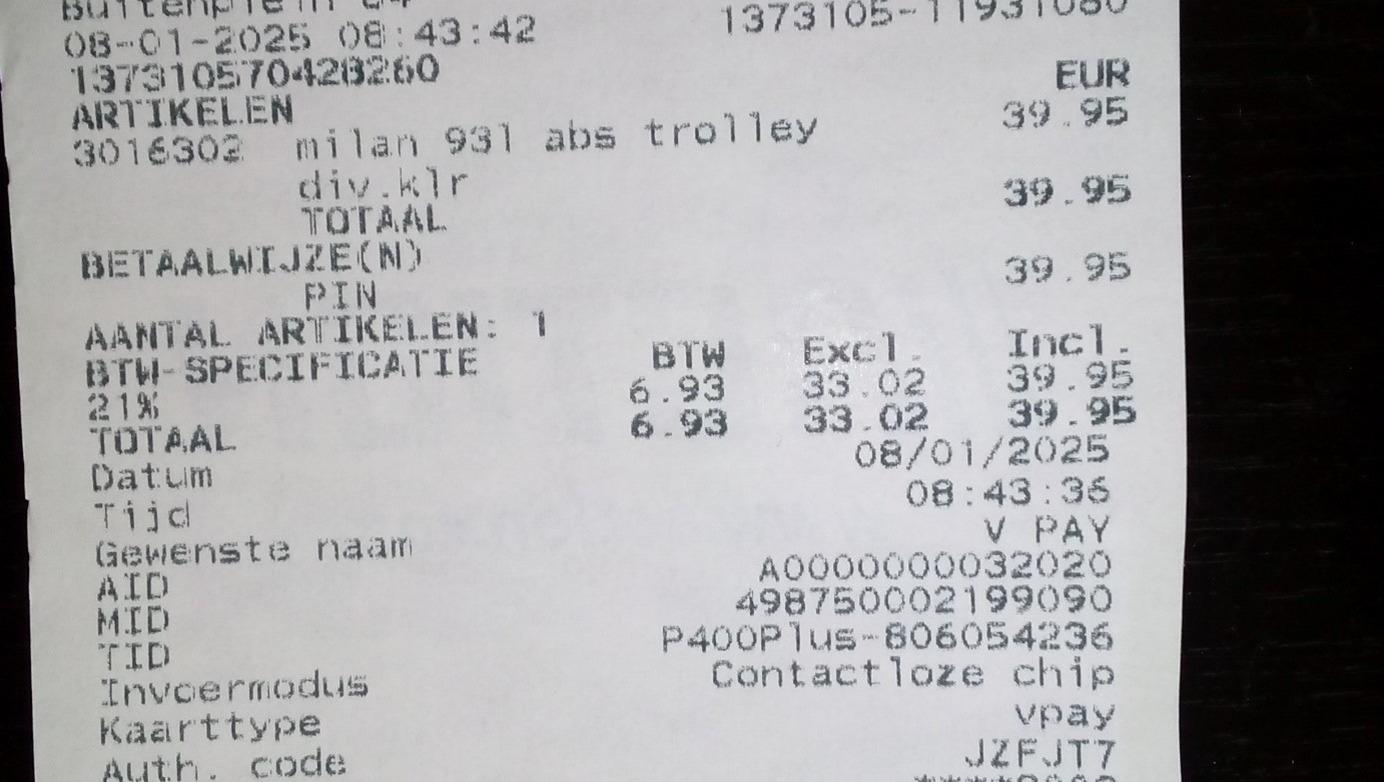 08-01-2025 08:43:42 1373105-11931080
137310570428260
EUR
ARTIKELEN
3016302 milan 931 abs trolley 39.95
div.klr
TOTAAL 39.95
BETAALWIJZE(N)
PIN 39.95
AANTAL ARTIKELEN: 1
BTW-SPECIFICATIE BTW Excl. Incl.
21% 6.93 33.02 39.95
TOTAAL 6.93 33.02 39.95
Datum 08/01/2025
Tijd 08:43:36
Gewenste naam V PAY
AID A0000000032020
MID 498750002199090
TID P400Plus-806054236
Invoermodus Contactloze chip
Kaarttype vpay
Auth. code JZFJT7